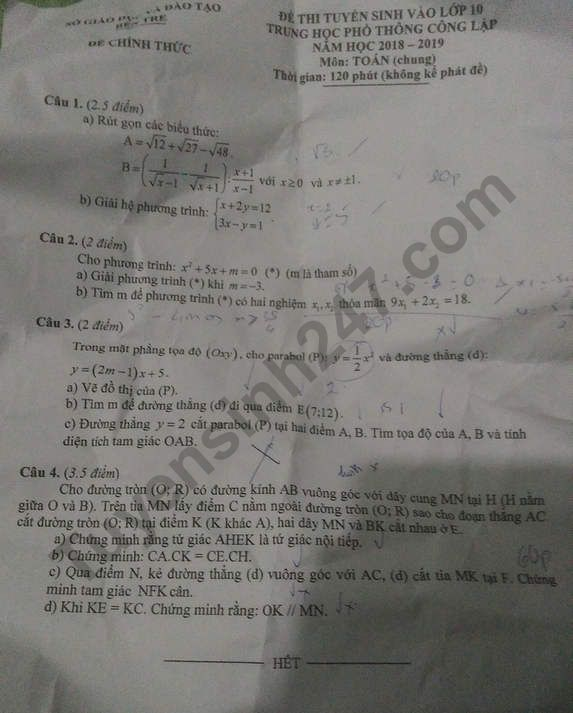 SỞ GIÁO DỤC VÀ ĐÀO TẠO
BẾN TRE
ĐỀ CHÍNH THỨC
ĐỀ THI TUYỂN SINH VÀO LỚP 10
TRUNG HỌC PHỔ THÔNG CÔNG LẬP
NĂM HỌC 2018 – 2019
Môn: TOÁN (chung)
Thời gian: 120 phút (không kể phát đề)
Câu 1. (2.5 điểm)
a) Rút gọn các biểu thức:
A = √12 + √27 − √48.
B = (1/(√x−1) − 1/(√x+1)) : (x+1)/(x−1) với x ≥ 0 và x ≠ ±1.
b) Giải hệ phương trình: { x + 2y = 12
3x − y = 1
Câu 2. (2 điểm)
Cho phương trình: x² + 5x + m = 0 (*) (m là tham số)
a) Giải phương trình (*) khi m = −3.
b) Tìm m để phương trình (*) có hai nghiệm x₁, x₂ thỏa mãn 9x₁ + 2x₂ = 18.
Câu 3. (2 điểm)
Trong mặt phẳng tọa độ (Oxy), cho parabol (P): y = 1/2 x² và đường thẳng (d):
y = (2m − 1)x + 5.
a) Vẽ đồ thị của (P).
b) Tìm m để đường thẳng (d) đi qua điểm E(7;12).
c) Đường thẳng y = 2 cắt parabol (P) tại hai điểm A, B. Tìm tọa độ của A, B và tính
diện tích tam giác OAB.
Câu 4. (3.5 điểm)
Cho đường tròn (O; R) có đường kính AB vuông góc với dây cung MN tại H (H nằm
giữa O và B). Trên tia MN lấy điểm C nằm ngoài đường tròn (O; R) sao cho đoạn thẳng AC
cắt đường tròn (O; R) tại điểm K (K khác A), hai dây MN và BK cắt nhau ở E.
a) Chứng minh rằng tứ giác AHEK là tứ giác nội tiếp.
b) Chứng minh: CA.CK = CE.CH.
c) Qua điểm N, kẻ đường thẳng (d) vuông góc với AC, (d) cắt tia MK tại F. Chứng
minh tam giác NFK cân.
d) Khi KE = KC. Chứng minh rằng: OK // MN.
HẾT
tuyensinh247.com